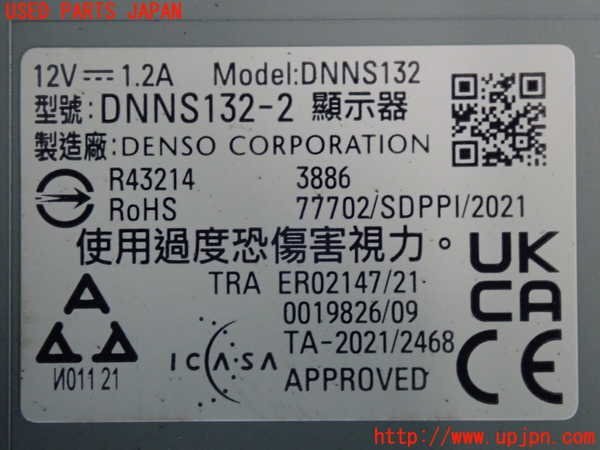 USED PARTS JAPAN
12V⎓1.2A Model:DNNS132
型號:DNNS132-2 顯示器
製造廠:DENSO CORPORATION
R43214 3886
RoHS 77702/SDPPI/2021
使用過度恐傷害視力。
UK
CA
TRA ER02147/21
0019826/09
TA-2021/2468
APPROVED
ICASA
CE
И011 21
http://www.upjpn.com